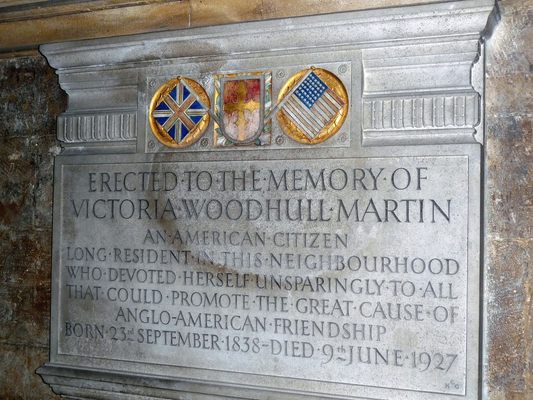 ERECTED·TO·THE·MEMORY·OF
VICTORIA·WOODHULL·MARTIN
AN·AMERICAN·CITIZEN
LONG·RESIDENT·IN·THIS·NEIGHBOURHOOD
WHO·DEVOTED·HERSELF·UNSPARINGLY·TO·ALL
THAT·COULD·PROMOTE·THE·GREAT·CAUSE·OF
ANGLO-AMERICAN·FRIENDSHIP
BORN·23rd·SEPTEMBER·1838–DIED·9th·JUNE·1927